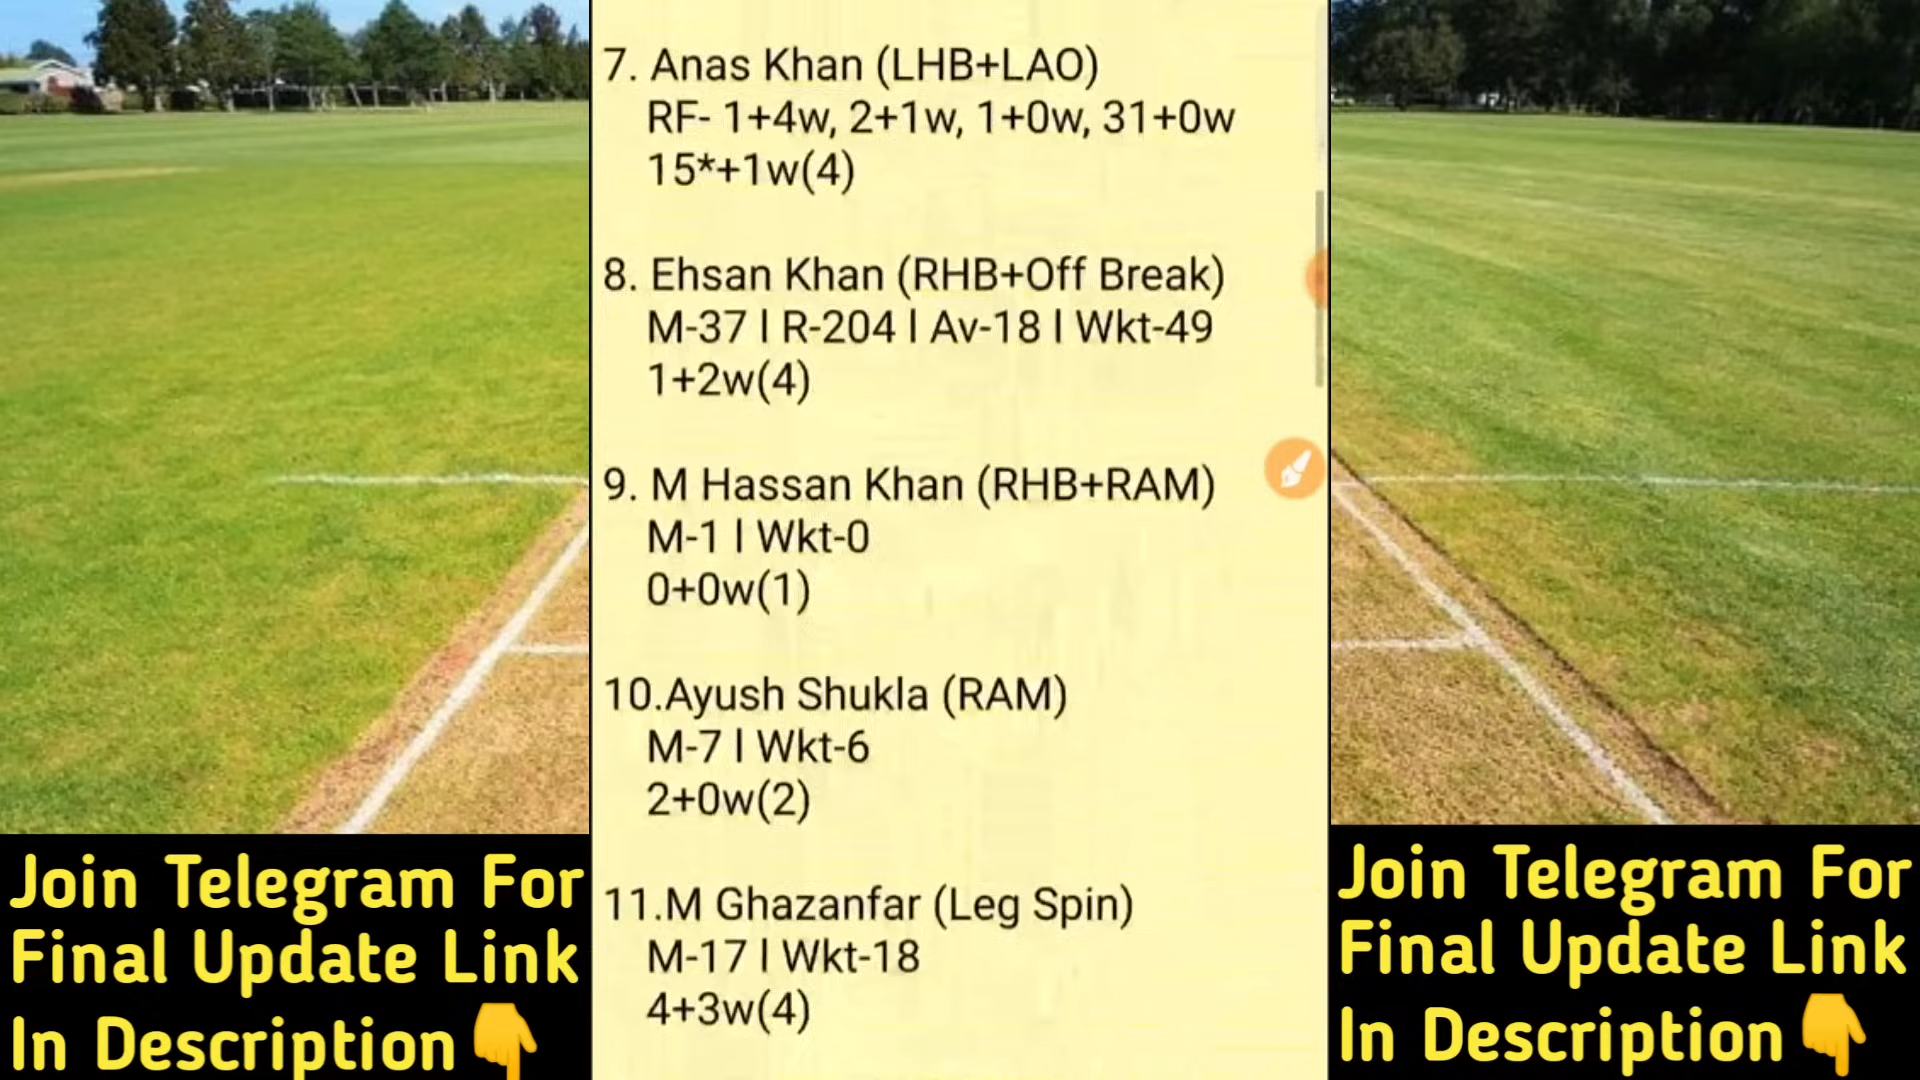 7. Anas Khan (LHB+LAO)
RF- 1+4w, 2+1w, 1+0w, 31+0w
15*+1w(4)
8. Ehsan Khan (RHB+Off Break)
M-37 l R-204 l Av-18 l Wkt-49
1+2w(4)
9. M Hassan Khan (RHB+RAM)
M-1 l Wkt-0
0+0w(1)
10.Ayush Shukla (RAM)
M-7 l Wkt-6
2+0w(2)
11.M Ghazanfar (Leg Spin)
M-17 l Wkt-18
4+3w(4)
Join Telegram For
Final Update Link
In Description👇
Join Telegram For
Final Update Link
In Description👇